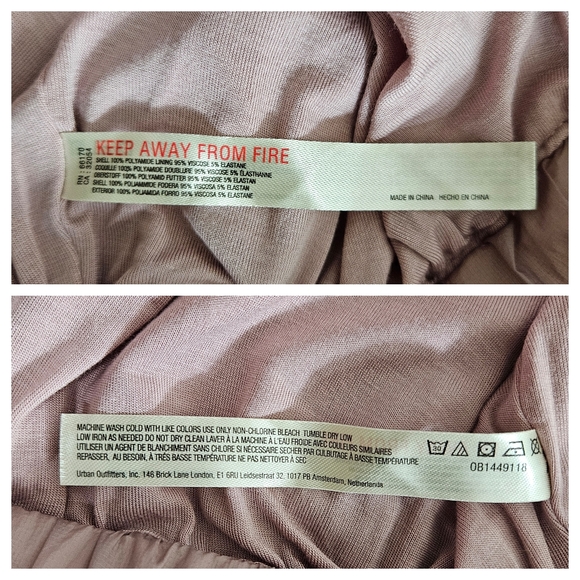 RN : 66170
CA : 32054
KEEP AWAY FROM FIRE
SHELL 100% POLYAMIDE LINING 95% VISCOSE 5% ELASTANE
COQUILLE 100% POLYAMIDE DOUBLURE 95% VISCOSE 5% ELASTHANNE
OBERSTOFF 100% POLYAMID FUTTER 95% VISCOSE 5% ELASTAN
SHELL 100% POLIAMMIDE FODERA 95% VISCOSA 5% ELASTAN
EXTERIOR 100% POLIAMIDA FORRO 95% VISCOSA 5% ELASTANE
MADE IN CHINA HECHO EN CHINA
MACHINE WASH COLD WITH LIKE COLORS USE ONLY NON-CHLORINE BLEACH TUMBLE DRY LOW
LOW IRON AS NEEDED DO NOT DRY CLEAN LAVER À LA MACHINE À L'EAU FROIDE AVEC COULEURS SIMILAIRES
UTILISER UN AGENT DE BLANCHIMENT SANS CHLORE SI NÉCESSAIRE SECHER PAR CULBUTAGE À BASSE TEMPÉRATURE
REPASSER, AU BESOIN, À TRÈS BASSE TEMPÉRATURE NE PAS NETTOYER À SEC
30
0B1449118
Urban Outfitters, Inc. 146 Brick Lane London, E1 6RU Leidsestraat 32, 1017 PB Amsterdam, Netherlands